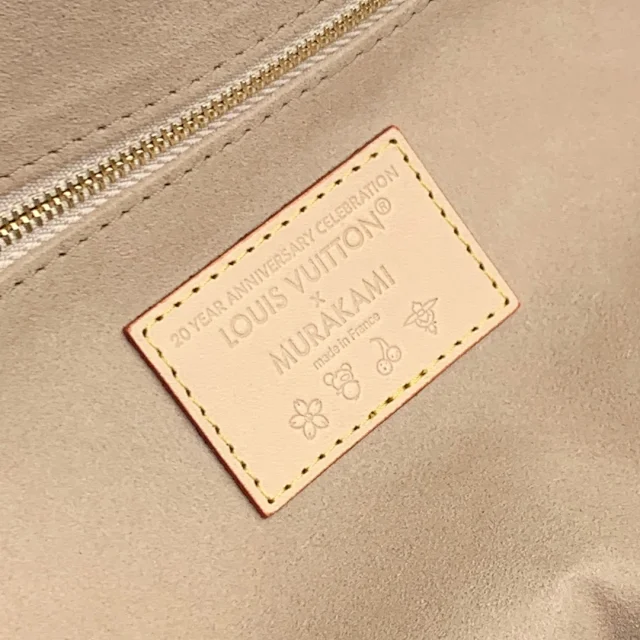 20 YEAR ANNIVERSARY CELEBRATION
LOUIS VUITTON®
X
MURAKAMI
made in France